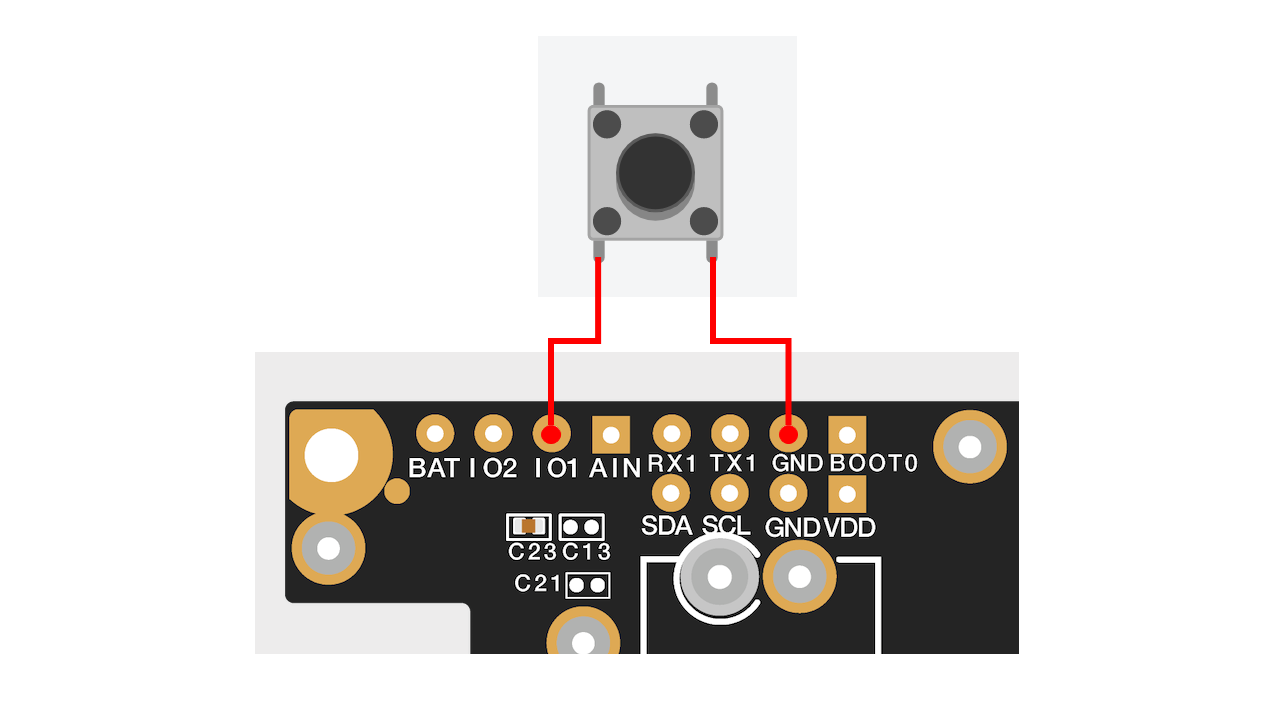 BAT IO2 IO1 AIN RX1 TX1 GND BOOT0
SDA SCL GND VDD
C23 C13
C21